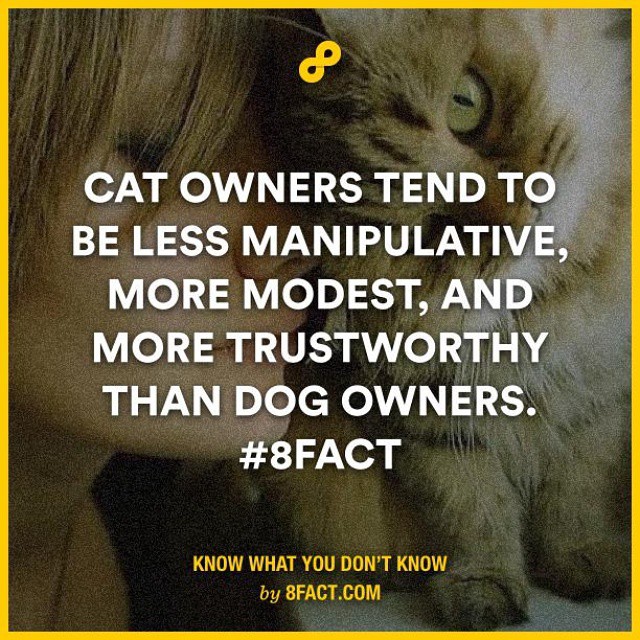 CAT OWNERS TEND TO
BE LESS MANIPULATIVE,
MORE MODEST, AND
MORE TRUSTWORTHY
THAN DOG OWNERS.
#8FACT
KNOW WHAT YOU DON'T KNOW
by 8FACT.COM